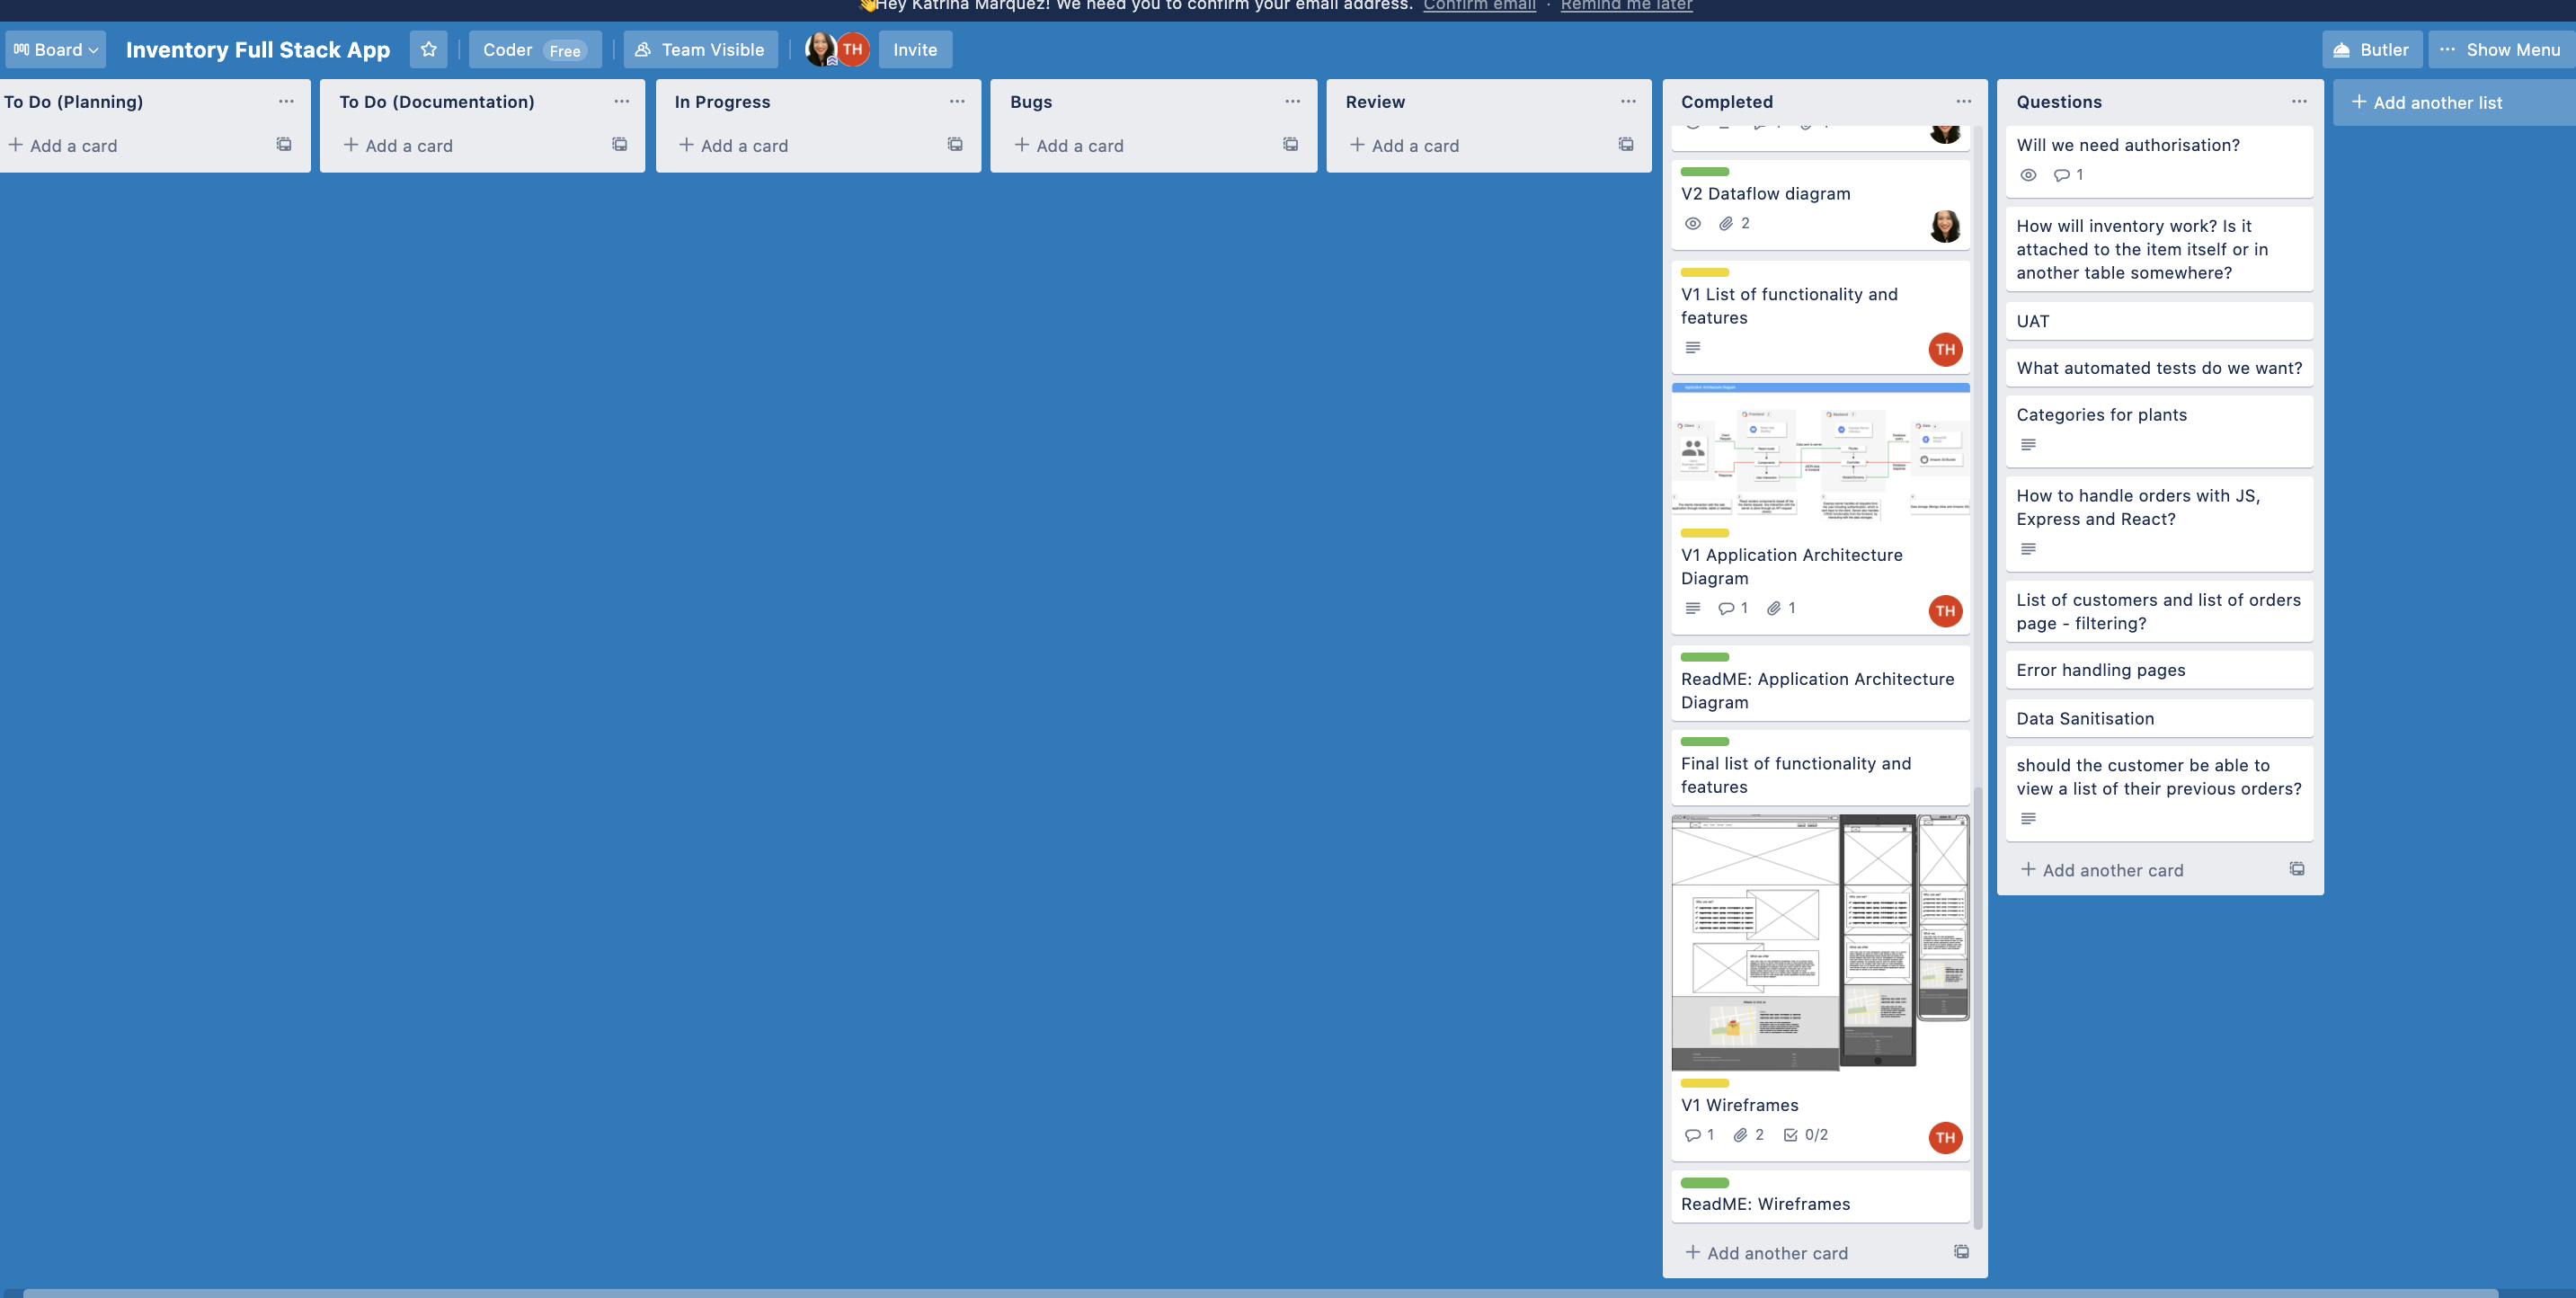 👋Hey Katrina Marquez! We need you to confirm your email address. Confirm email · Remind me later
Board
Inventory Full Stack App
Coder Free
Team Visible
TH
Invite
Butler
··· Show Menu
To Do (Planning) ···
+ Add a card
To Do (Documentation) ···
+ Add a card
In Progress ···
+ Add a card
Bugs ···
+ Add a card
Review ···
+ Add a card
Completed ···
V2 Dataflow diagram
2
V1 List of functionality and
features
TH
Application Architecture Diagram
V1 Application Architecture
Diagram
1 1
TH
ReadME: Application Architecture
Diagram
Final list of functionality and
features
V1 Wireframes
1 2 0/2
TH
ReadME: Wireframes
+ Add another card
Questions ···
Will we need authorisation?
1
How will inventory work? Is it
attached to the item itself or in
another table somewhere?
UAT
What automated tests do we want?
Categories for plants
How to handle orders with JS,
Express and React?
List of customers and list of orders
page - filtering?
Error handling pages
Data Sanitisation
should the customer be able to
view a list of their previous orders?
+ Add another card
+ Add another list